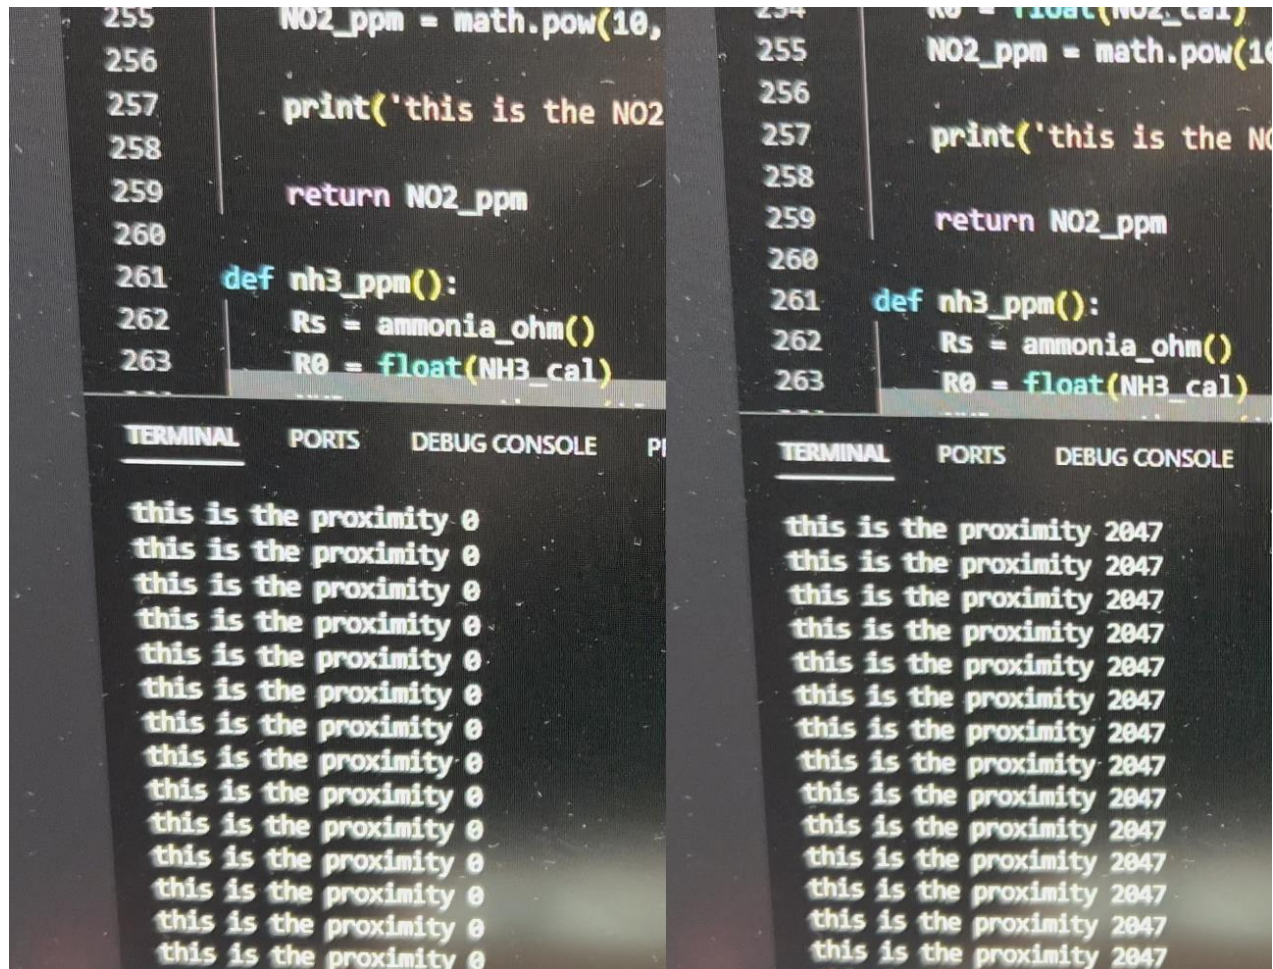 255 NO2_ppm = math.pow(10,
256
257 print('this is the NO2
258
259 return NO2_ppm
260
261 def nh3_ppm():
262 Rs = ammonia_ohm()
263 R0 = float(NH3_cal)
TERMINAL PORTS DEBUG CONSOLE
this is the proximity 0
this is the proximity 0
this is the proximity 0
this is the proximity 0
this is the proximity 0
this is the proximity 0
this is the proximity 0
this is the proximity 0
this is the proximity 0
this is the proximity 0
this is the proximity 0
this is the proximity 0
this is the proximity 0
this is the proximity 0
254 R0 = float(NO2_cal)
255 NO2_ppm = math.pow(10
256
257 print('this is the NO
258
259 return NO2_ppm
260
261 def nh3_ppm():
262 Rs = ammonia_ohm()
263 R0 = float(NH3_cal)
TERMINAL PORTS DEBUG CONSOLE
this is the proximity 2047
this is the proximity 2047
this is the proximity 2047
this is the proximity 2047
this is the proximity 2047
this is the proximity 2047
this is the proximity 2047
this is the proximity 2047
this is the proximity 2047
this is the proximity 2047
this is the proximity 2047
this is the proximity 2047
this is the proximity 2047
this is the proximity 2047